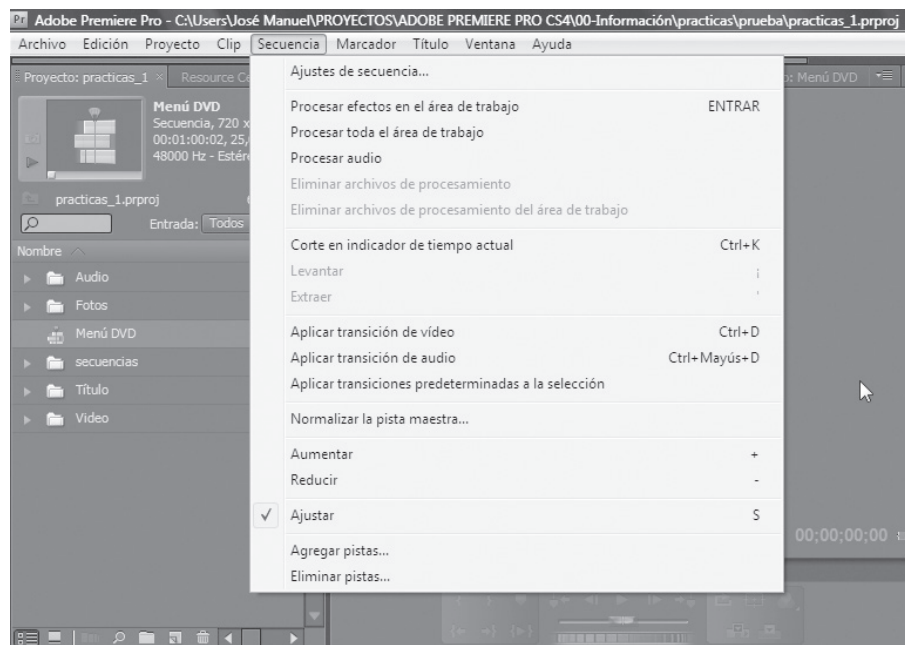 Pr Adobe Premiere Pro - C:\Users\José Manuel\PROYECTOS\ADOBE PREMIERE PRO CS4\00-Información\practicas\prueba\practicas_1.prproj
Archivo Edición Proyecto Clip Secuencia Marcador Título Ventana Ayuda
Proyecto: practicas_1 × Resource Ce
: Menú DVD
Menú DVD
Secuencia, 720 x
00:01:00:02, 25,
48000 Hz - Estére
practicas_1.prproj
Entrada: Todos
Nombre
Audio
Fotos
Menú DVD
secuencias
Título
Video
Ajustes de secuencia...
Procesar efectos en el área de trabajo ENTRAR
Procesar toda el área de trabajo
Procesar audio
Eliminar archivos de procesamiento
Eliminar archivos de procesamiento del área de trabajo
Corte en indicador de tiempo actual Ctrl+K
Levantar ¡
Extraer '
Aplicar transición de vídeo Ctrl+D
Aplicar transición de audio Ctrl+Mayús+D
Aplicar transiciones predeterminadas a la selección
Normalizar la pista maestra...
Aumentar +
Reducir -
Ajustar S
Agregar pistas...
Eliminar pistas...
00;00;00;00